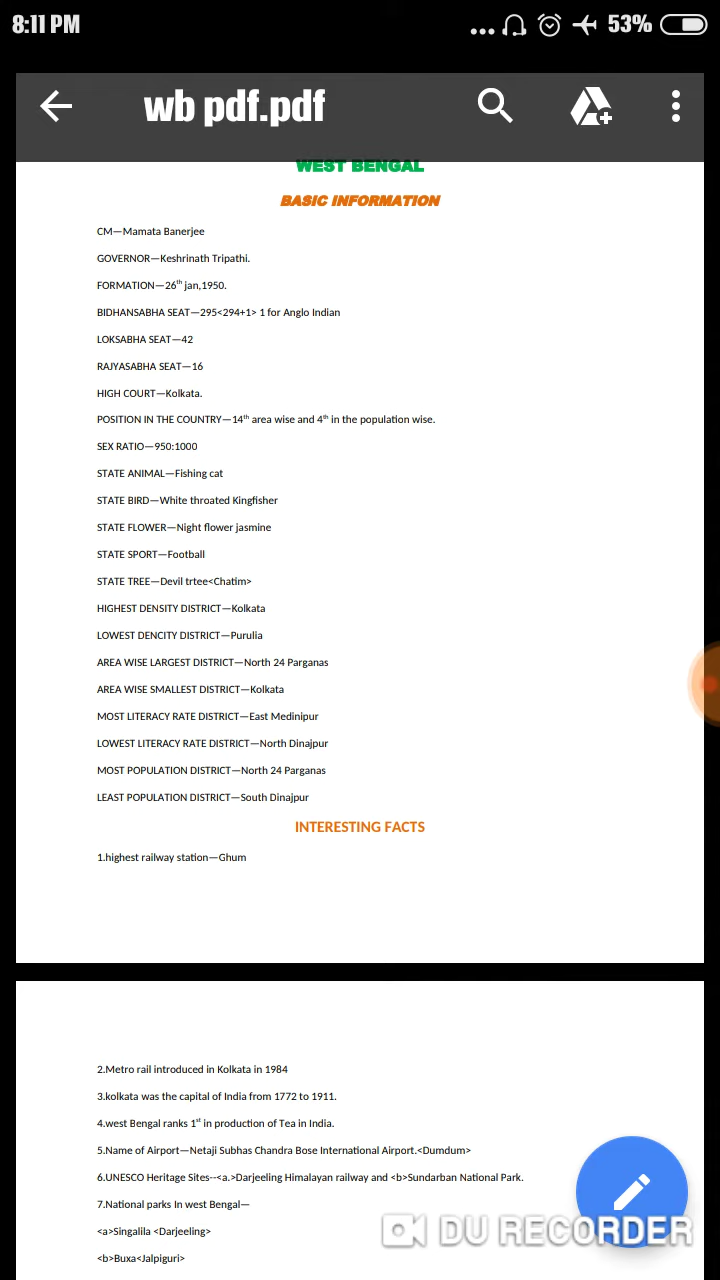 8:11 PM ... 53%
wb pdf.pdf
WEST BENGAL
BASIC INFORMATION
CM—Mamata Banerjee
GOVERNOR—Keshrinath Tripathi.
FORMATION—26th jan,1950.
BIDHANSABHA SEAT—295<294+1> 1 for Anglo Indian
LOKSABHA SEAT—42
RAJYASABHA SEAT—16
HIGH COURT—Kolkata.
POSITION IN THE COUNTRY—14th area wise and 4th in the population wise.
SEX RATIO—950:1000
STATE ANIMAL—Fishing cat
STATE BIRD—White throated Kingfisher
STATE FLOWER—Night flower jasmine
STATE SPORT—Football
STATE TREE—Devil trtee<Chatim>
HIGHEST DENSITY DISTRICT—Kolkata
LOWEST DENCITY DISTRICT—Purulia
AREA WISE LARGEST DISTRICT—North 24 Parganas
AREA WISE SMALLEST DISTRICT—Kolkata
MOST LITERACY RATE DISTRICT—East Medinipur
LOWEST LITERACY RATE DISTRICT—North Dinajpur
MOST POPULATION DISTRICT—North 24 Parganas
LEAST POPULATION DISTRICT—South Dinajpur
INTERESTING FACTS
1.highest railway station—Ghum
2.Metro rail introduced in Kolkata in 1984
3.kolkata was the capital of India from 1772 to 1911.
4.west Bengal ranks 1st in production of Tea in India.
5.Name of Airport—Netaji Subhas Chandra Bose International Airport.<Dumdum>
6.UNESCO Heritage Sites--<a.>Darjeeling Himalayan railway and <b>Sundarban National Park.
7.National parks In west Bengal—
<a>Singalila <Darjeeling>
DU RECORDER
<b>Buxa<Jalpiguri>